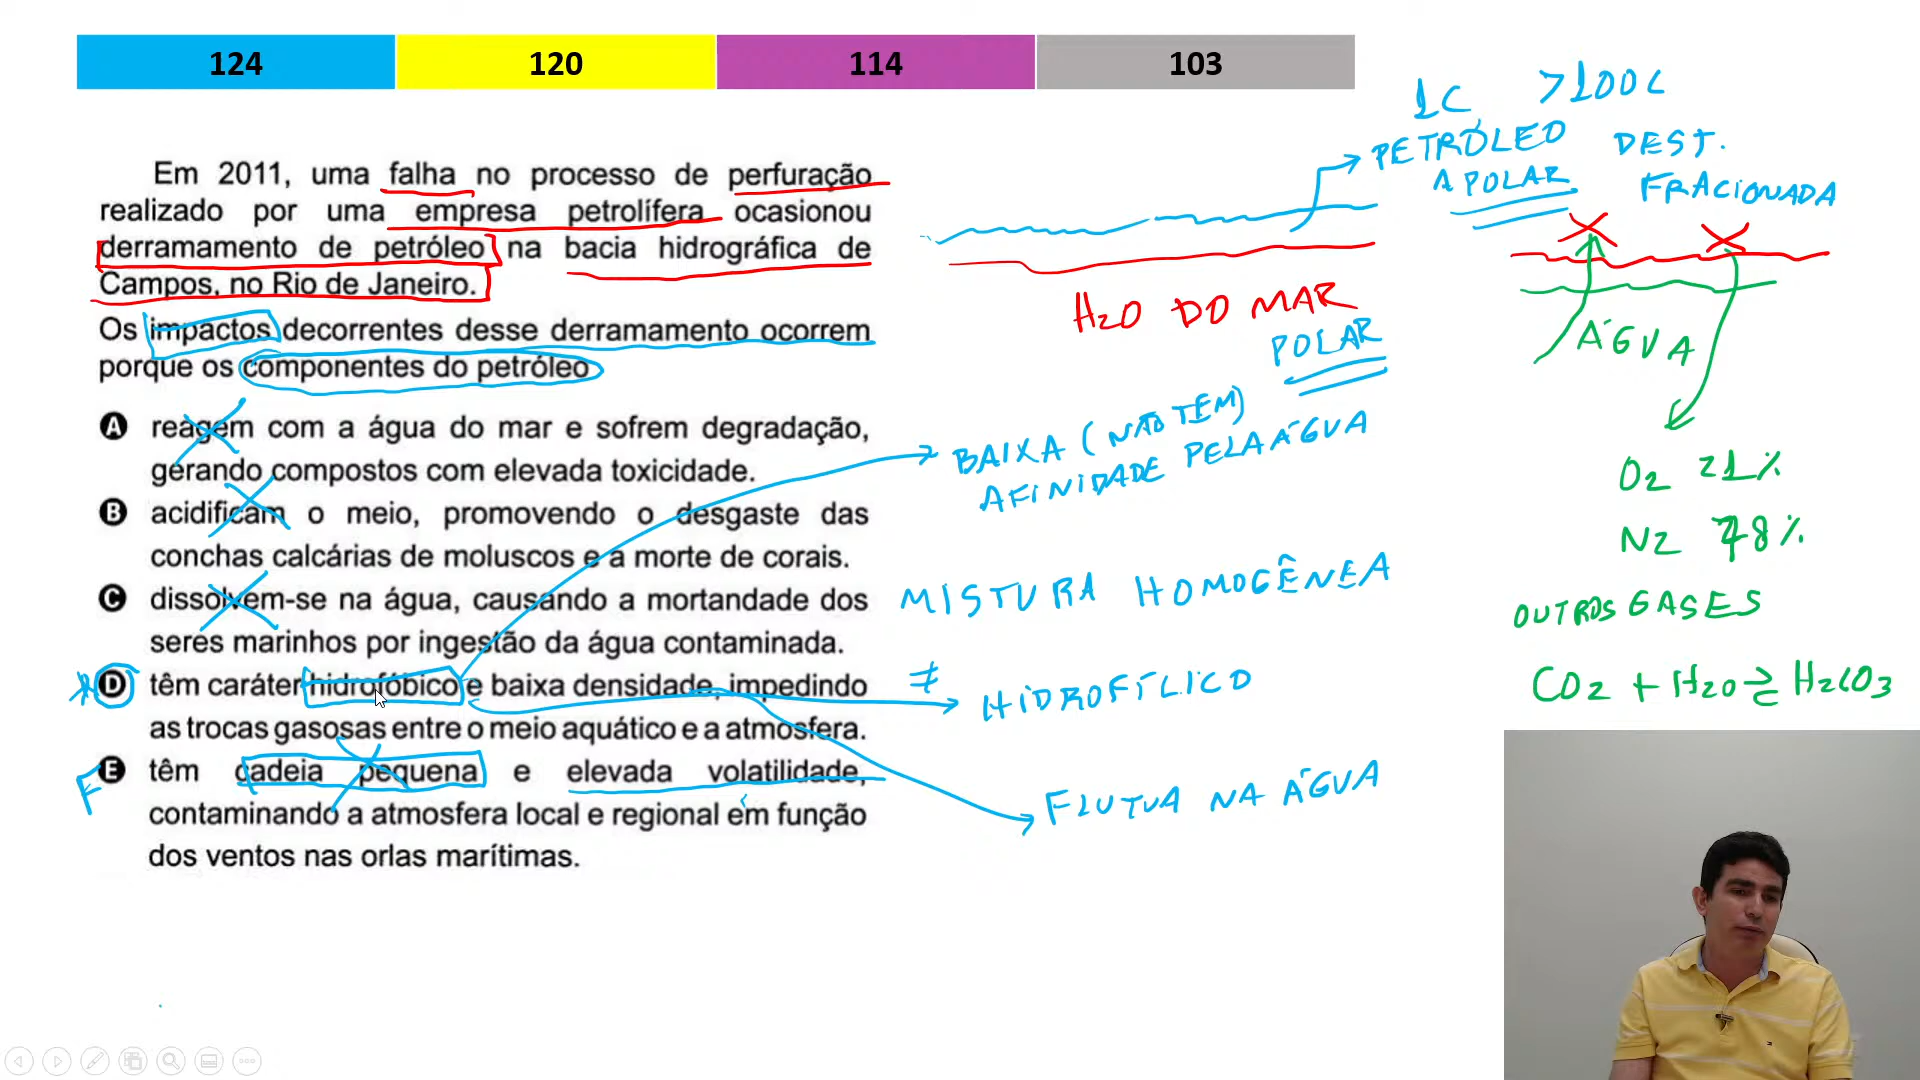 124 120 114 103
Em 2011, uma falha no processo de perfuração
realizado por uma empresa petrolífera ocasionou
derramamento de petróleo na bacia hidrográfica de
Campos, no Rio de Janeiro.
Os impactos decorrentes desse derramamento ocorrem
porque os componentes do petróleo
A reagem com a água do mar e sofrem degradação,
gerando compostos com elevada toxicidade.
B acidificam o meio, promovendo o desgaste das
conchas calcárias de moluscos e a morte de corais.
C dissolvem-se na água, causando a mortandade dos
seres marinhos por ingestão da água contaminada.
D têm caráter hidrofóbico e baixa densidade, impedindo
as trocas gasosas entre o meio aquático e a atmosfera.
F
E têm cadeia pequena e elevada volatilidade,
contaminando a atmosfera local e regional em função
dos ventos nas orlas marítimas.
1C >100C
PETRÓLEO
APOLAR
DEST.
FRACIONADA
H2O DO MAR
POLAR
BAIXA (NÃO TEM)
AFINIDADE PELA ÁGUA
MISTURA HOMOGÊNEA
≠ HIDROFÍLICO
FLUTUA NA ÁGUA
ÁGUA
O2 21%
N2 78%
OUTROS GASES
CO2 + H2O ⇌ H2CO3